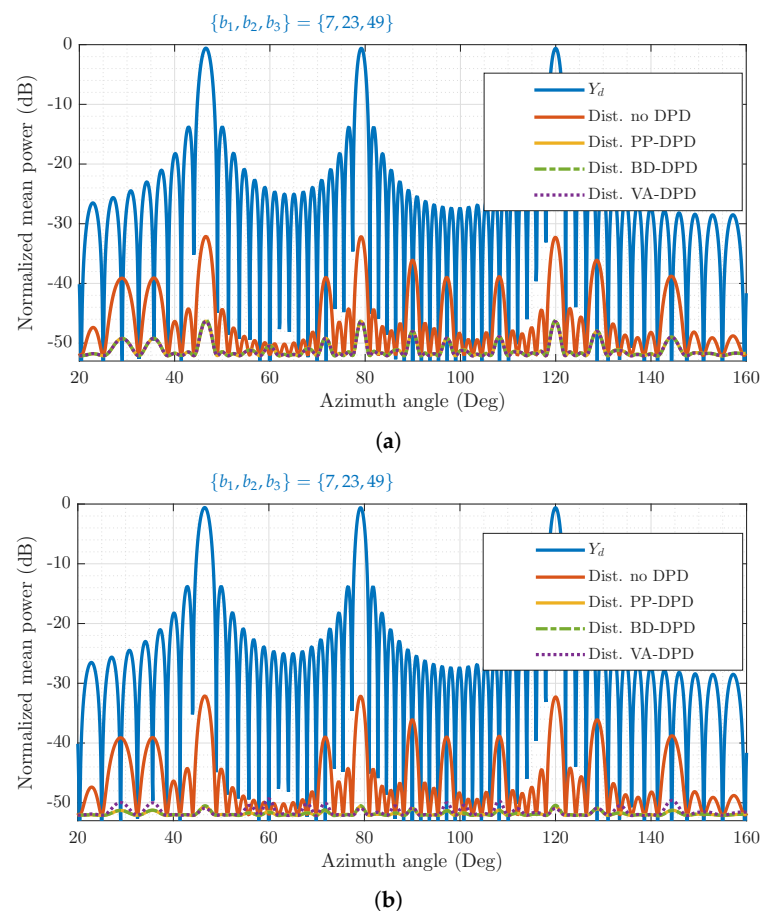 {b₁, b₂, b₃} = {7, 23, 49}
Normalized mean power (dB)
0
-10
-20
-30
-40
-50
Y_d
Dist. no DPD
Dist. PP-DPD
Dist. BD-DPD
Dist. VA-DPD
20 40 60 80 100 120 140 160
Azimuth angle (Deg)
(a)
{b₁, b₂, b₃} = {7, 23, 49}
Normalized mean power (dB)
0
-10
-20
-30
-40
-50
Y_d
Dist. no DPD
Dist. PP-DPD
Dist. BD-DPD
Dist. VA-DPD
20 40 60 80 100 120 140 160
Azimuth angle (Deg)
(b)